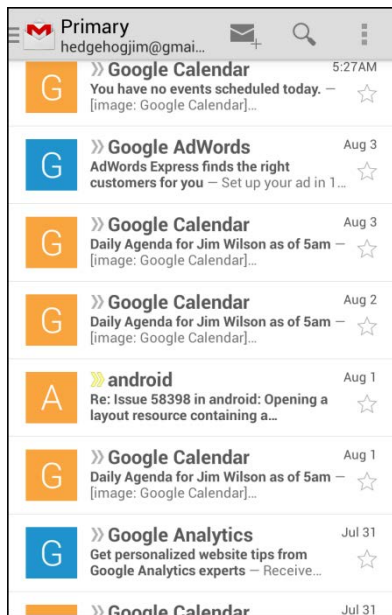 Primary
hedgehogjim@gmai...
G
Google Calendar 5:27AM
You have no events scheduled today. –
[image: Google Calendar]...
G
Google AdWords Aug 3
AdWords Express finds the right
customers for you – Set up your ad in 1...
G
Google Calendar Aug 3
Daily Agenda for Jim Wilson as of 5am –
[image: Google Calendar]...
G
Google Calendar Aug 2
Daily Agenda for Jim Wilson as of 5am –
[image: Google Calendar]...
A
android Aug 1
Re: Issue 58398 in android: Opening a
layout resource containing a...
G
Google Calendar Aug 1
Daily Agenda for Jim Wilson as of 5am –
[image: Google Calendar]...
G
Google Analytics Jul 31
Get personalized website tips from
Google Analytics experts – Receive...
Google Calendar Jul 31